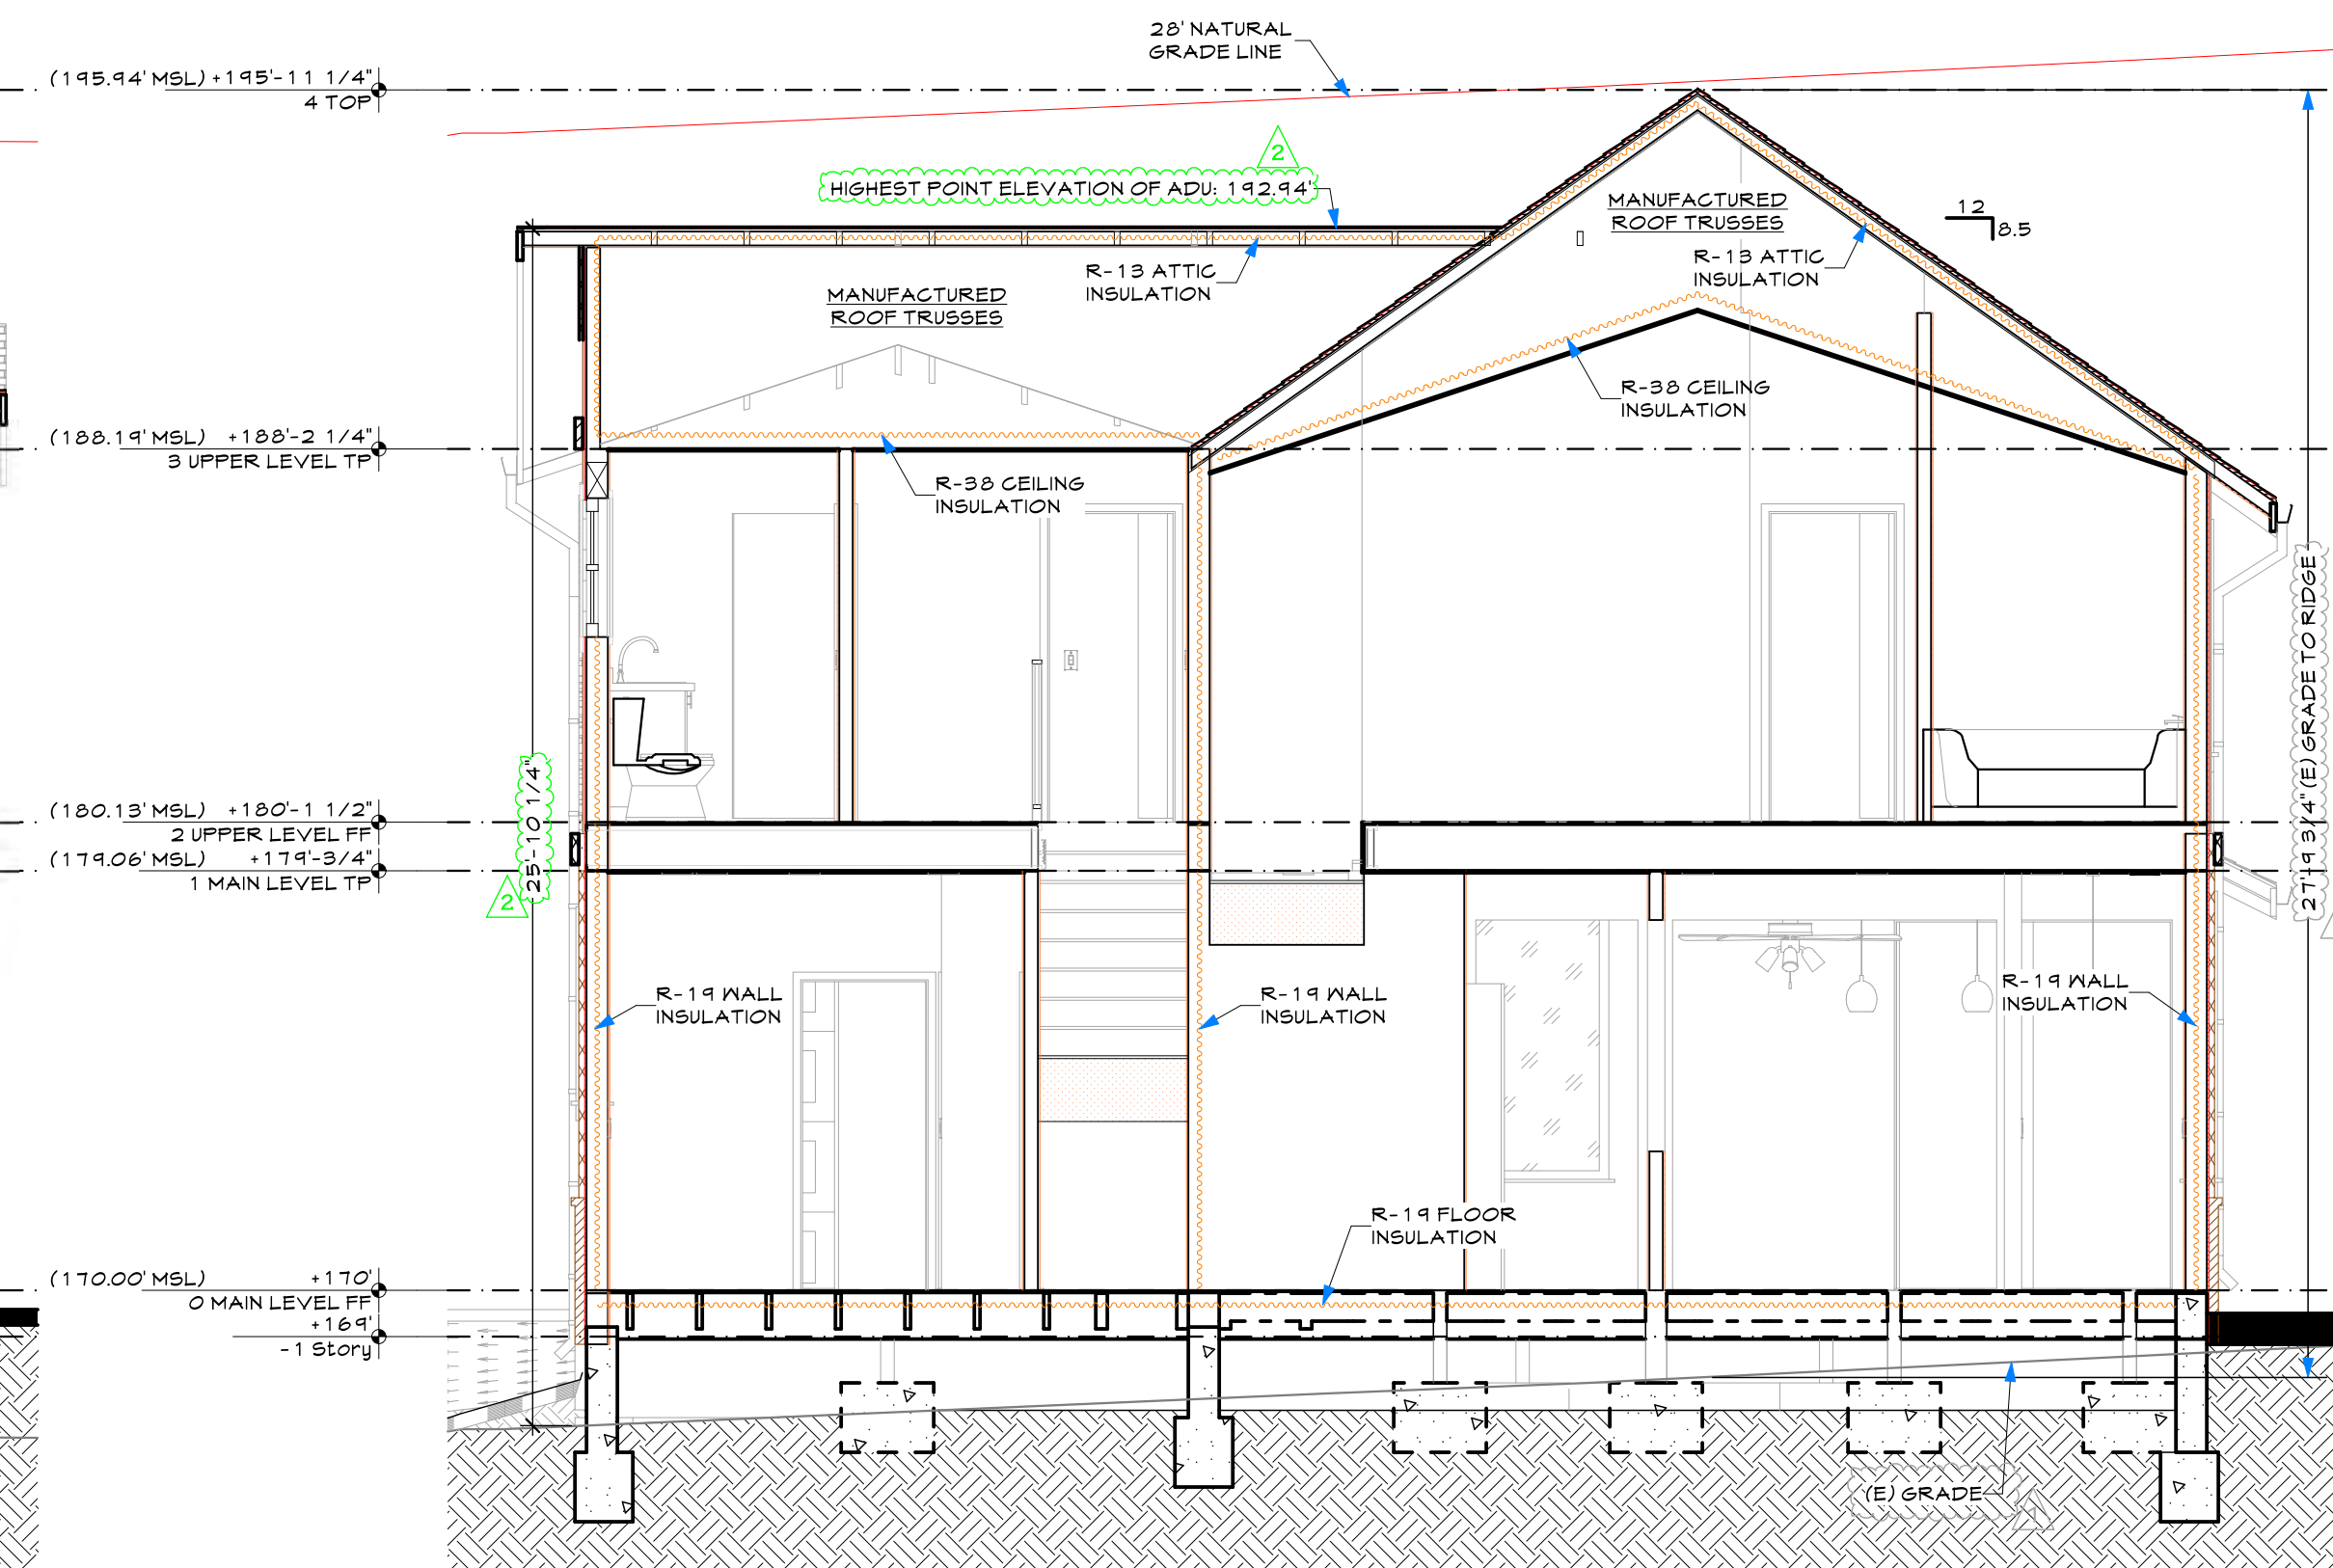 28' NATURAL
GRADE LINE
(195.94' MSL) +195'-11 1/4"
4 TOP
2
HIGHEST POINT ELEVATION OF ADU: 192.94'
MANUFACTURED
ROOF TRUSSES
12
8.5
R-13 ATTIC
INSULATION
R-13 ATTIC
INSULATION
MANUFACTURED
ROOF TRUSSES
R-38 CEILING
INSULATION
(188.19' MSL) +188'-2 1/4"
3 UPPER LEVEL TP
R-38 CEILING
INSULATION
27'-9 3/4" (E) GRADE TO RIDGE
(180.13' MSL) +180'-1 1/2"
2 UPPER LEVEL FF
(179.06' MSL) +179'-3/4"
1 MAIN LEVEL TP
25'-10 1/4"
2
R-19 WALL
INSULATION
R-19 WALL
INSULATION
R-19 WALL
INSULATION
R-19 FLOOR
INSULATION
(170.00' MSL) +170'
0 MAIN LEVEL FF
+169'
-1 Story
(E) GRADE
1